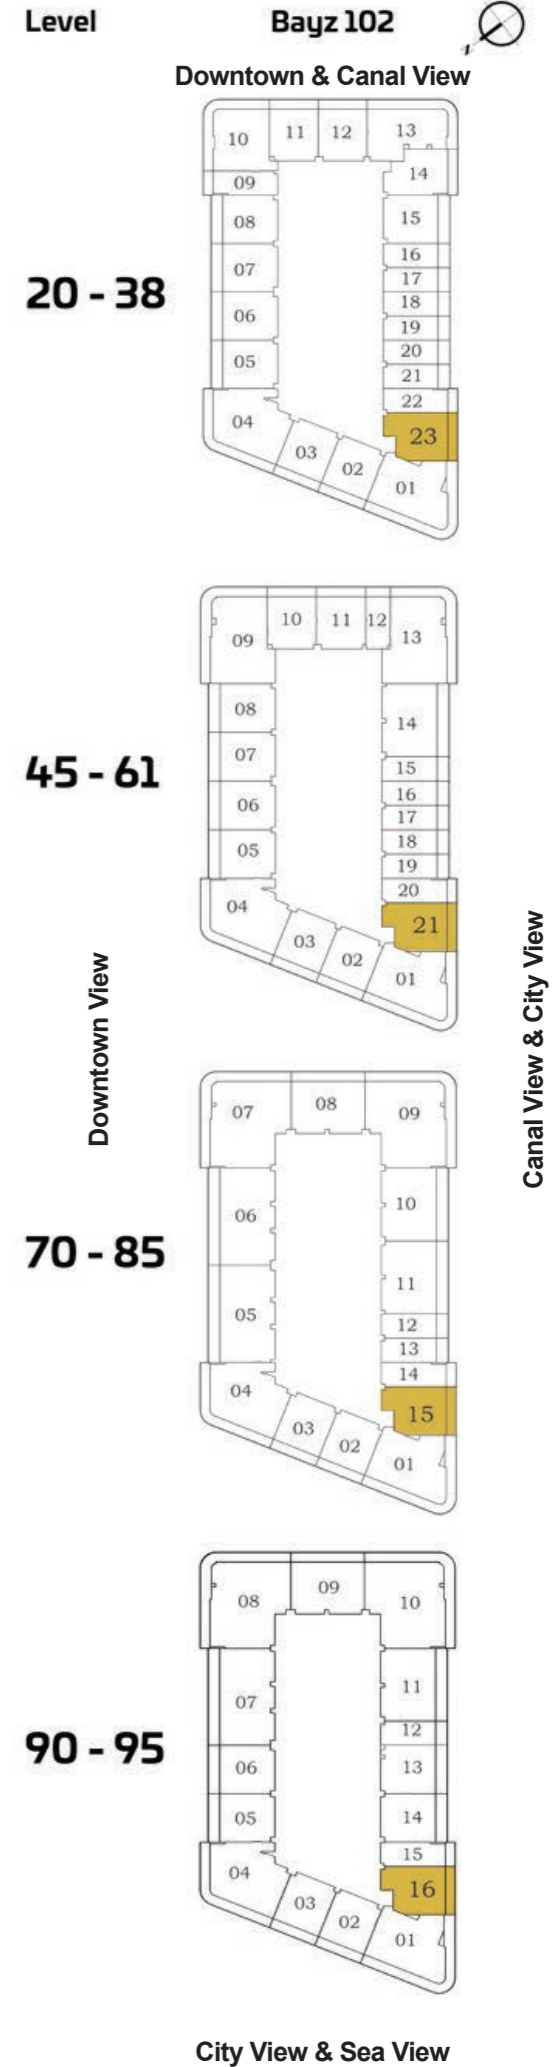 Level Bayz 102
N
Downtown & Canal View
10 11 12 13
14
09
08 15
16
07 17
18
06 19
20
05 21
22
04 23
03 02 01
20 - 38
09 10 11 12 13
08 14
07 15
16
06 17
18
05 19
20
04 21
03 02 01
45 - 61
Downtown View
Canal View & City View
07 08 09
06 10
11
05 12
13
14
04 15
03 02 01
70 - 85
08 09 10
07 11
12
06 13
05 14
15
04 16
03 02 01
90 - 95
City View & Sea View